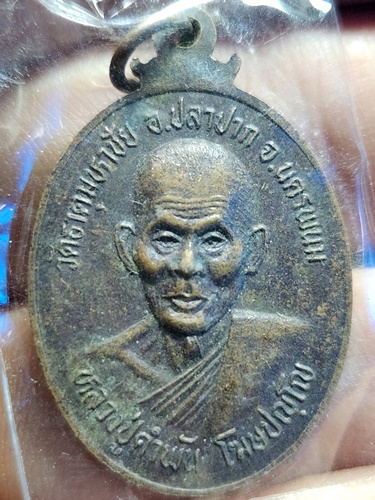 วัดธาตุมหาชัย อ.ปลาปาก จ.นครพนม
หลวงปู่คำพันธ์ โฆษปญฺโญ